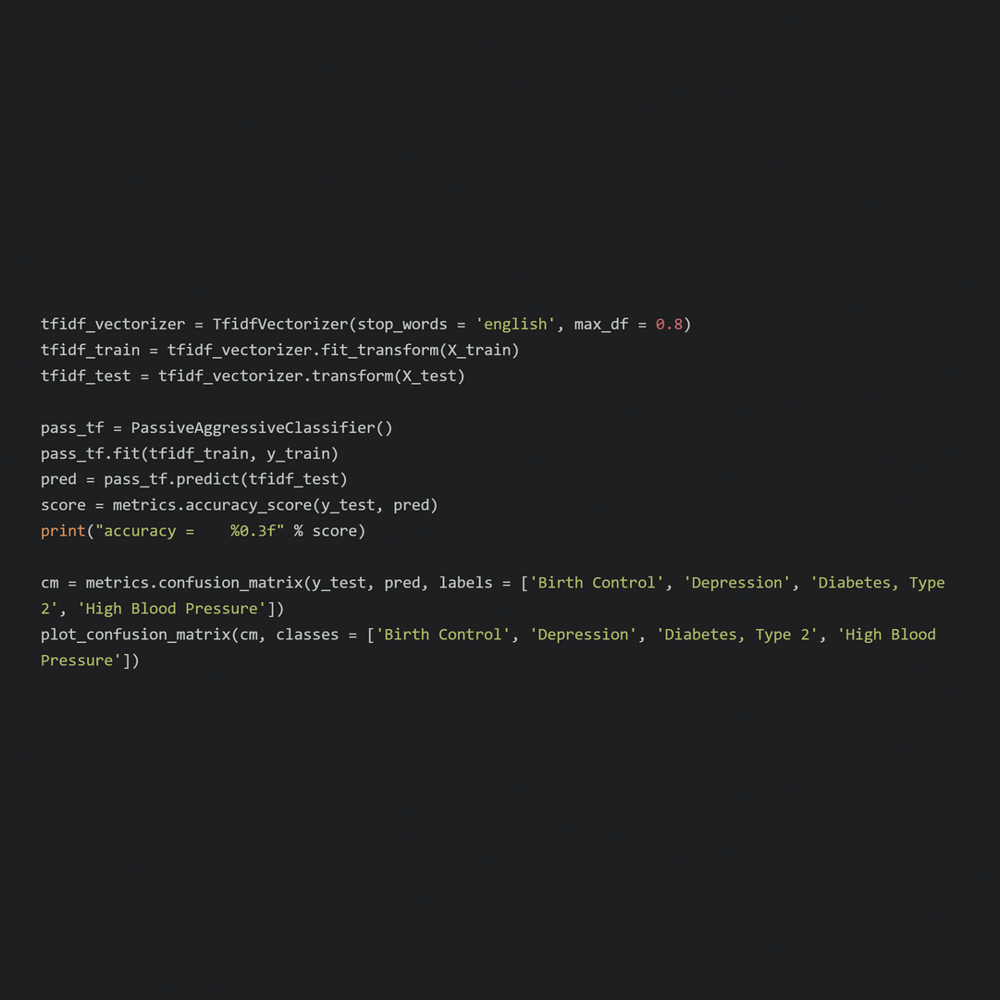 tfidf_vectorizer = TfidfVectorizer(stop_words = 'english', max_df = 0.8)
tfidf_train = tfidf_vectorizer.fit_transform(X_train)
tfidf_test = tfidf_vectorizer.transform(X_test)

pass_tf = PassiveAggressiveClassifier()
pass_tf.fit(tfidf_train, y_train)
pred = pass_tf.predict(tfidf_test)
score = metrics.accuracy_score(y_test, pred)
print("accuracy =    %0.3f" % score)

cm = metrics.confusion_matrix(y_test, pred, labels = ['Birth Control', 'Depression', 'Diabetes, Type
2', 'High Blood Pressure'])
plot_confusion_matrix(cm, classes = ['Birth Control', 'Depression', 'Diabetes, Type 2', 'High Blood
Pressure'])